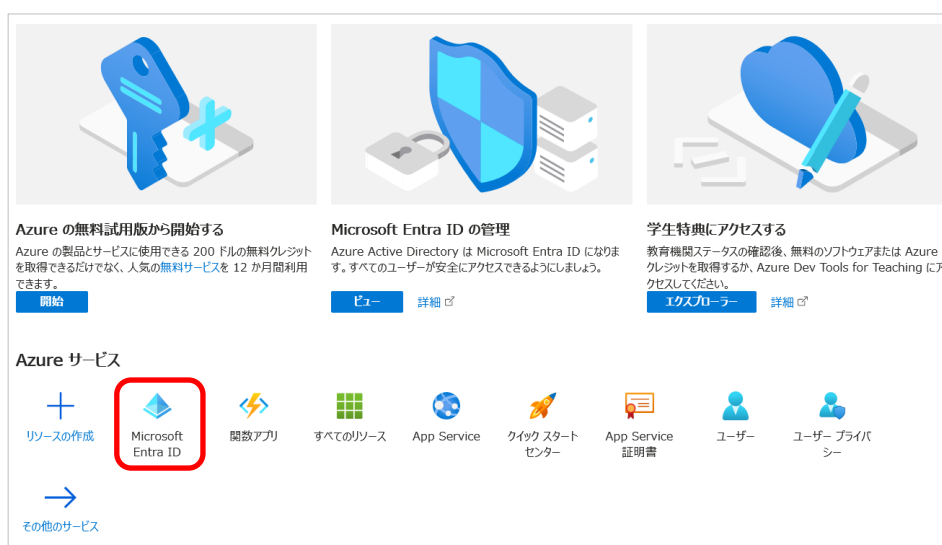 Azure の無料試用版から開始する
Azure の製品とサービスに使用できる 200 ドルの無料クレジット
を取得できるだけでなく、人気の無料サービスを 12 か月間利用
できます。
開始
Microsoft Entra ID の管理
Azure Active Directory は Microsoft Entra ID になりま
す。すべてのユーザーが安全にアクセスできるようにしましょう。
ビュー
詳細
学生特典にアクセスする
教育機関ステータスの確認後、無料のソフトウェアまたは Azure
クレジットを取得するか、Azure Dev Tools for Teaching にア
クセスしてください。
エクスプローラー
詳細
Azure サービス
リソースの作成
Microsoft
Entra ID
関数アプリ
すべてのリソース
App Service
クイック スタート
センター
App Service
証明書
ユーザー
ユーザー プライバ
シー
その他のサービス